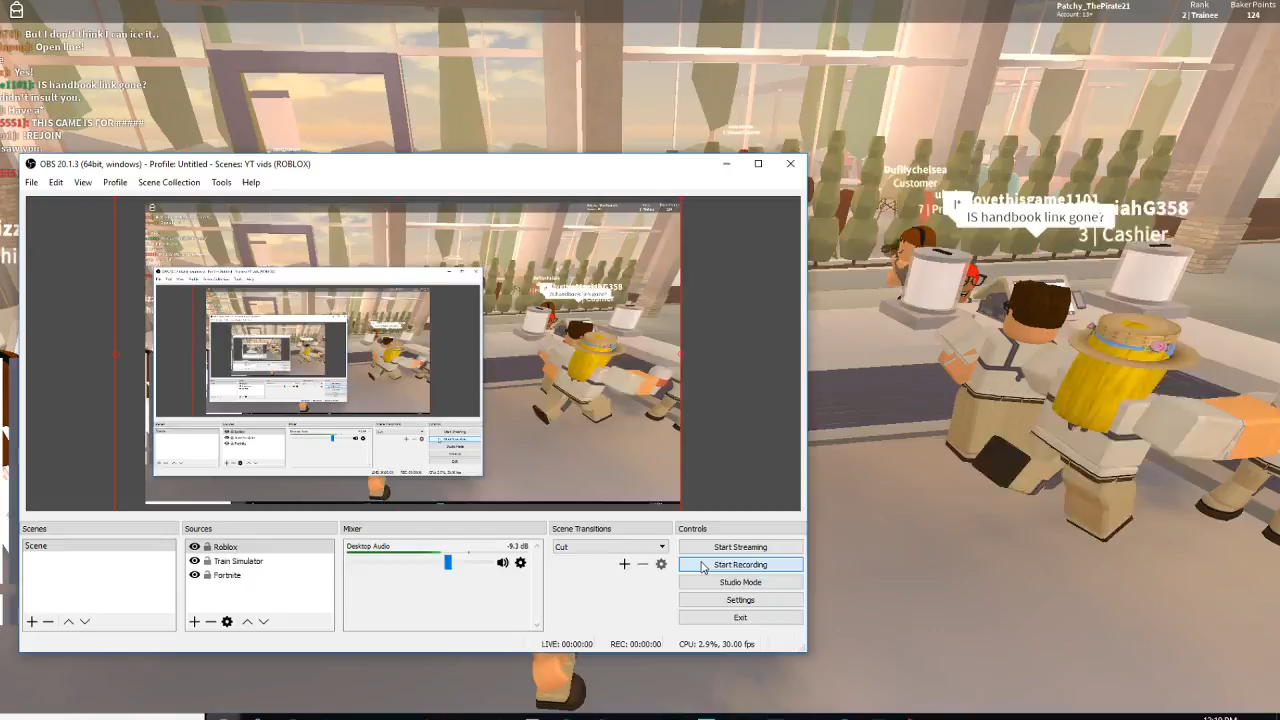 Patchy_ThePirate21
Account: 13+
Rank
2 | Trainee
Baker Points
124
But I don't think I can ice it..
Open line!
Yes!
IS handbook link gone?
didn't insult you.
Have a
THIS GAME IS FOR #####
!REJOIN
saw you.
OBS 20.1.3 (64bit, windows) - Profile: Untitled - Scenes: YT vids (ROBLOX)
File Edit View Profile Scene Collection Tools Help
Duffychelsea
Customer
lovethisgame1101
IS handbook link gone?
iahG358
3 | Cashier
Scenes
Scene
Sources
Roblox
Train Simulator
Fortnite
Mixer
Desktop Audio
-9.3 dB
Scene Transitions
Cut
Controls
Start Streaming
Start Recording
Studio Mode
Settings
Exit
LIVE: 00:00:00
REC: 00:00:00
CPU: 2.9%, 30.00 fps